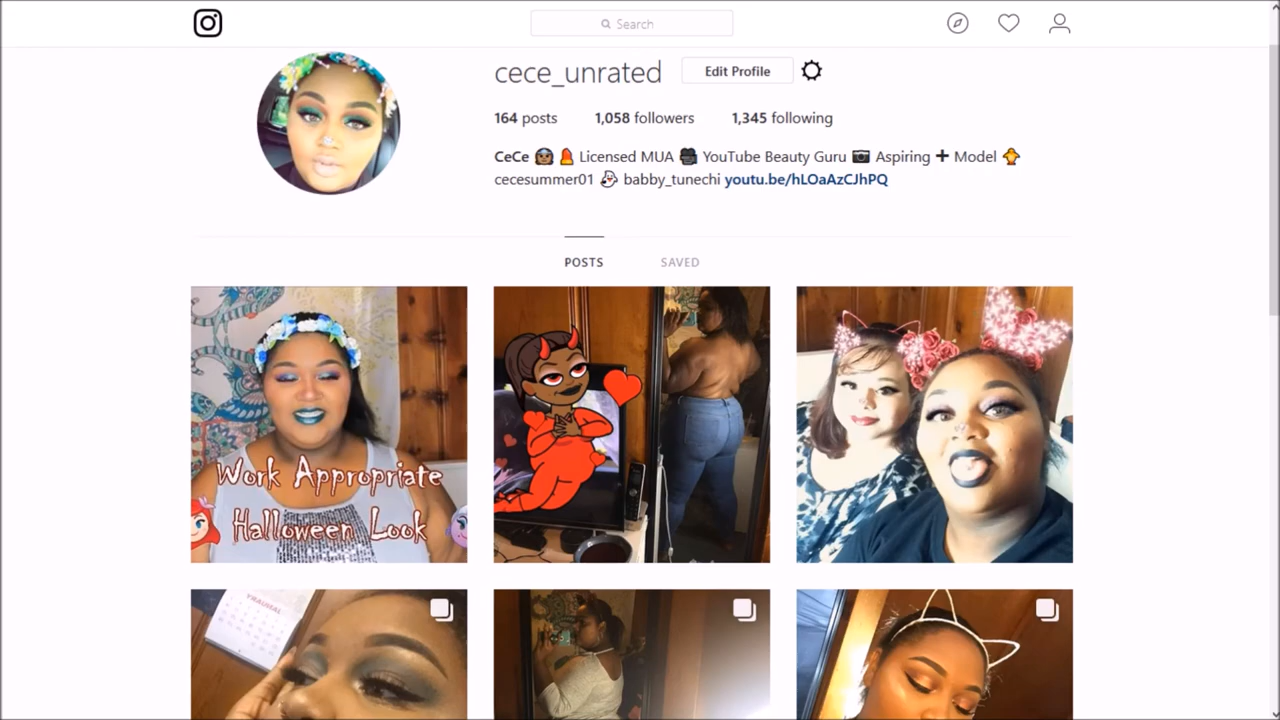 Search
cece_unrated Edit Profile
164 posts 1,058 followers 1,345 following
CeCe Licensed MUA YouTube Beauty Guru Aspiring + Model
cecesummer01 babby_tunechi youtu.be/hLOaAzCJhPQ
POSTS SAVED
Work Appropriate
Halloween Look